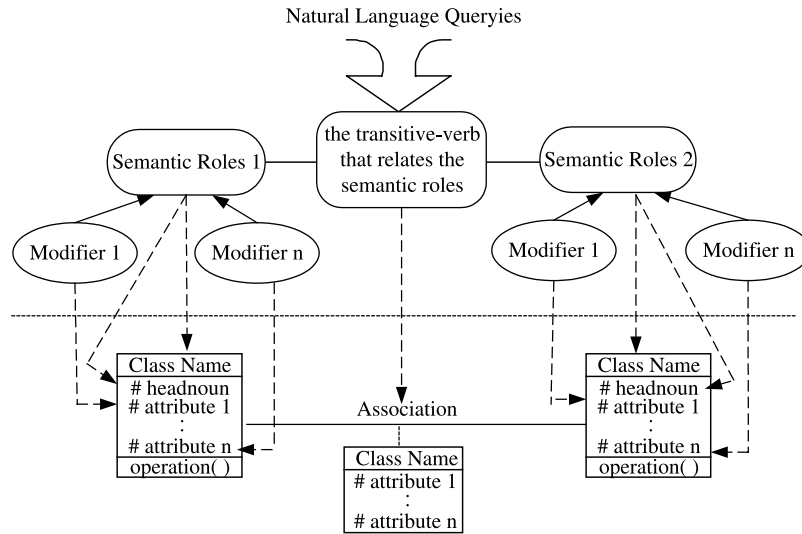 Natural Language Queryies
the transitive-verb
that relates the
semantic roles
Semantic Roles 1
Semantic Roles 2
Modifier 1
Modifier n
Modifier 1
Modifier n
Class Name
# headnoun
# attribute 1
:
# attribute n
operation( )
Association
Class Name
# attribute 1
:
# attribute n
Class Name
# headnoun
# attribute 1
:
# attribute n
operation( )